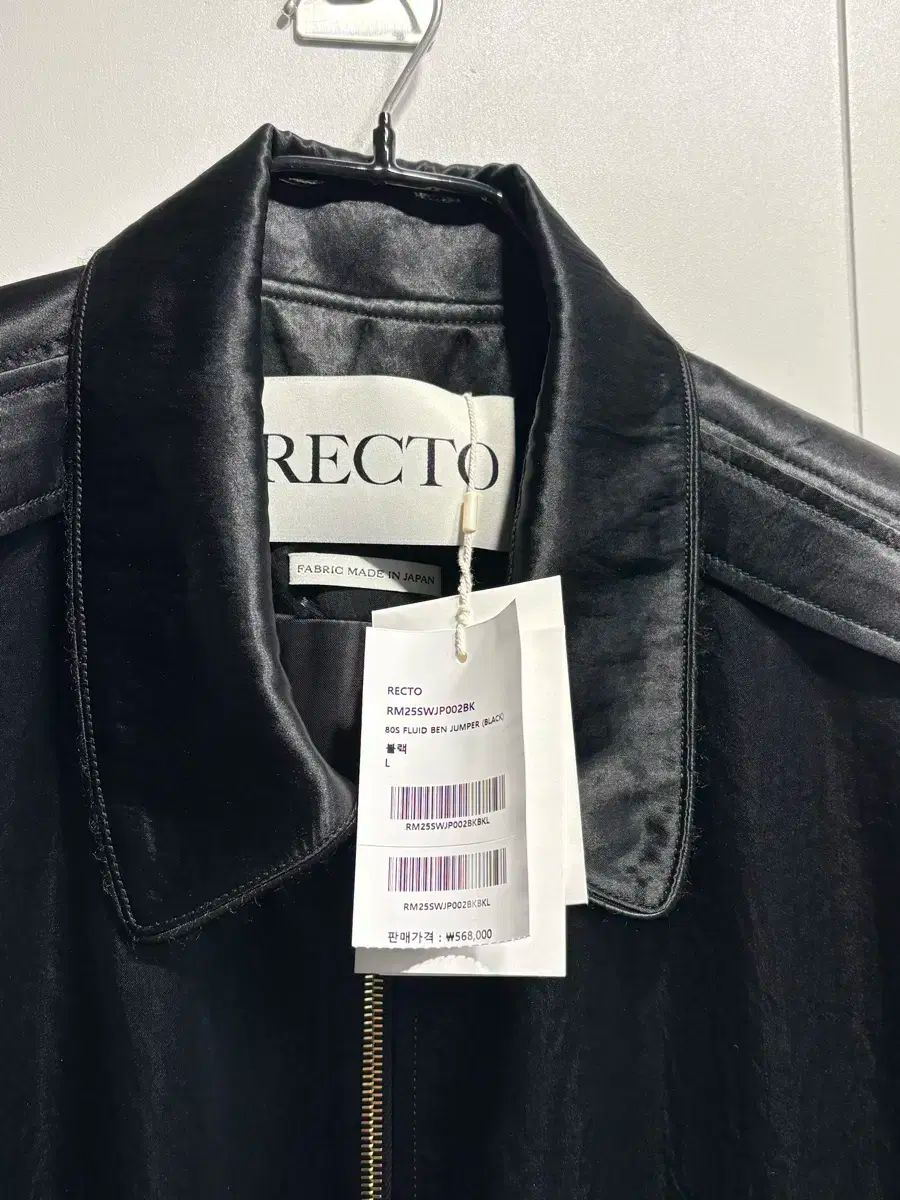 RECTO
FABRIC MADE IN JAPAN
RECTO
RM25SWJP002BK
80S FLUID BEN JUMPER (BLACK)
블랙
L
RM25SWJP002BKBKL
RM25SWJP002BKBKL
판매가격 : ₩568,000